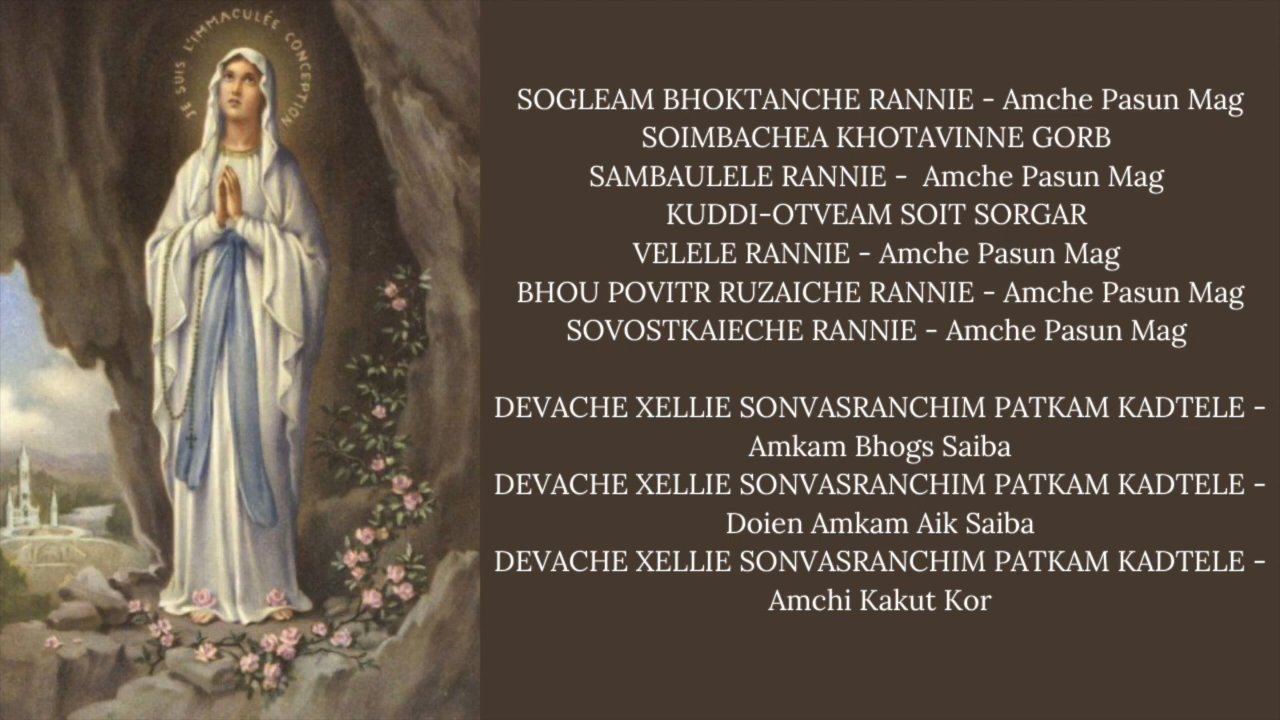 JE SUIS L'IMMACULÉE CONCEPTION
SOGLEAM BHOKTANCHE RANNIE - Amche Pasun Mag
SOIMBACHEA KHOTAVINNE GORB
SAMBAULELE RANNIE - Amche Pasun Mag
KUDDI-OTVEAM SOIT SORGAR
VELELE RANNIE - Amche Pasun Mag
BHOU POVITR RUZAICHE RANNIE - Amche Pasun Mag
SOVOSTKAIECHE RANNIE - Amche Pasun Mag
DEVACHE XELLIE SONVASRANCHIM PATKAM KADTELE -
Amkam Bhogs Saiba
DEVACHE XELLIE SONVASRANCHIM PATKAM KADTELE -
Doien Amkam Aik Saiba
DEVACHE XELLIE SONVASRANCHIM PATKAM KADTELE -
Amchi Kakut Kor